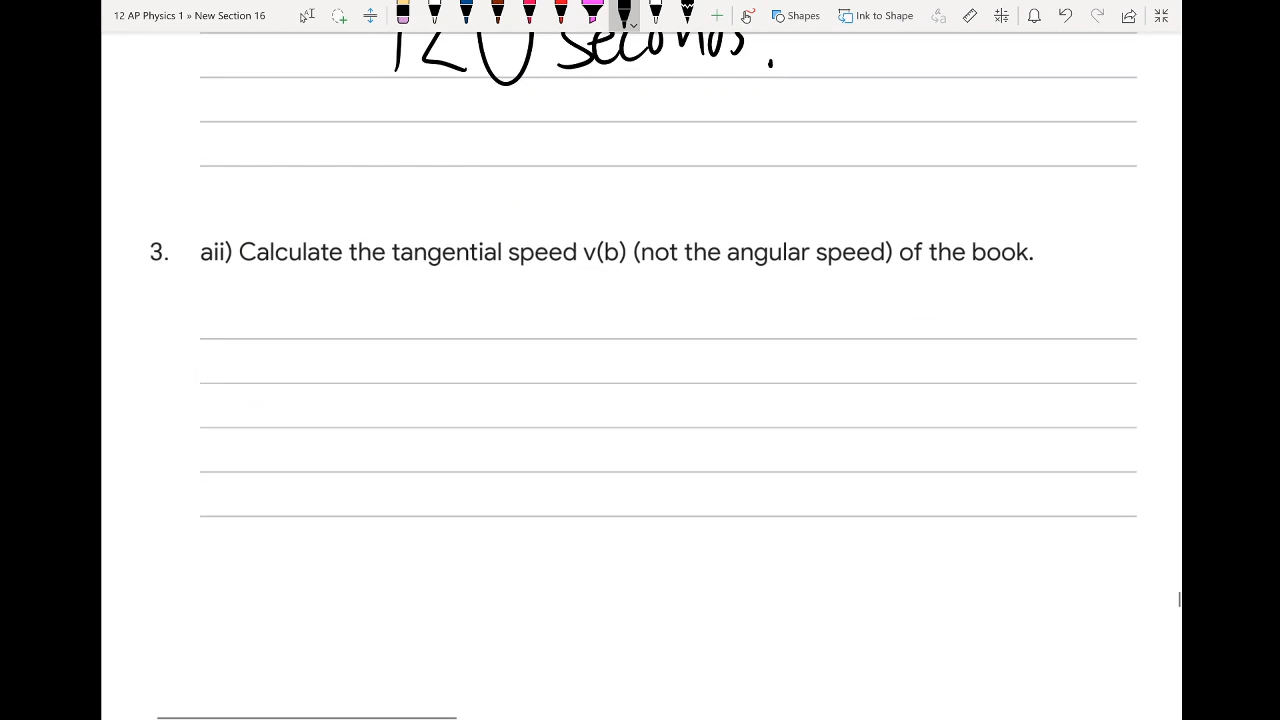 12 AP Physics 1 » New Section 16
Shapes
Ink to Shape
120 seconds.
3. aii) Calculate the tangential speed v(b) (not the angular speed) of the book.